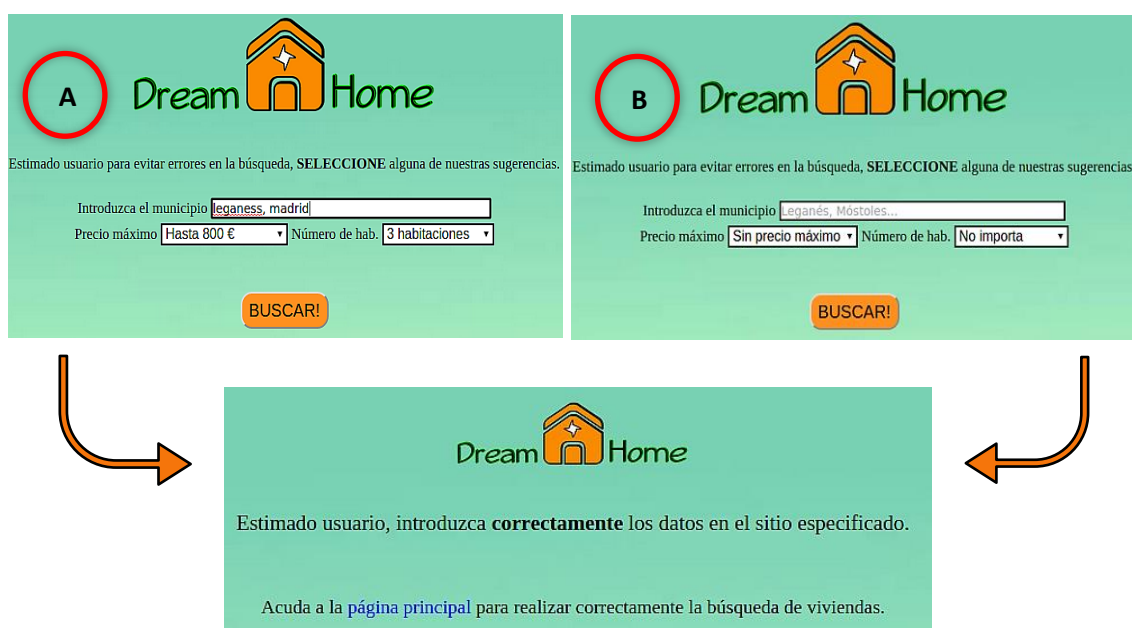 A
Dream Home
Estimado usuario para evitar errores en la búsqueda, SELECCIONE alguna de nuestras sugerencias.
Introduzca el municipio leganess, madrid
Precio máximo Hasta 800 € Número de hab. 3 habitaciones
BUSCAR!
B
Dream Home
Estimado usuario para evitar errores en la búsqueda, SELECCIONE alguna de nuestras sugerencias
Introduzca el municipio Leganés, Móstoles...
Precio máximo Sin precio máximo Número de hab. No importa
BUSCAR!
Dream Home
Estimado usuario, introduzca correctamente los datos en el sitio especificado.
Acuda a la página principal para realizar correctamente la búsqueda de viviendas.